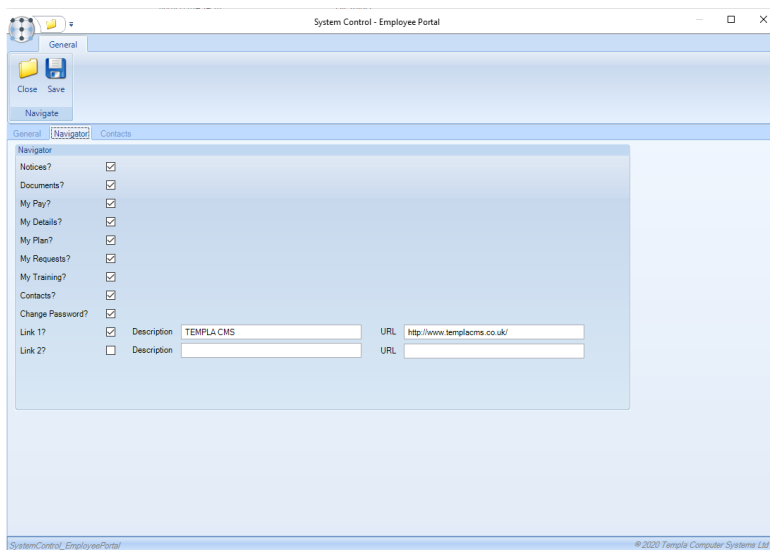 System Control - Employee Portal
General
Close Save
Navigate
General Navigator Contacts
Navigator
Notices?
Documents?
My Pay?
My Details?
My Plan?
My Requests?
My Training?
Contacts?
Change Password?
Link 1? Description TEMPLA CMS URL http://www.templacms.co.uk/
Link 2? Description URL
SystemControl_EmployeePortal © 2020 Templa Computer Systems Ltd